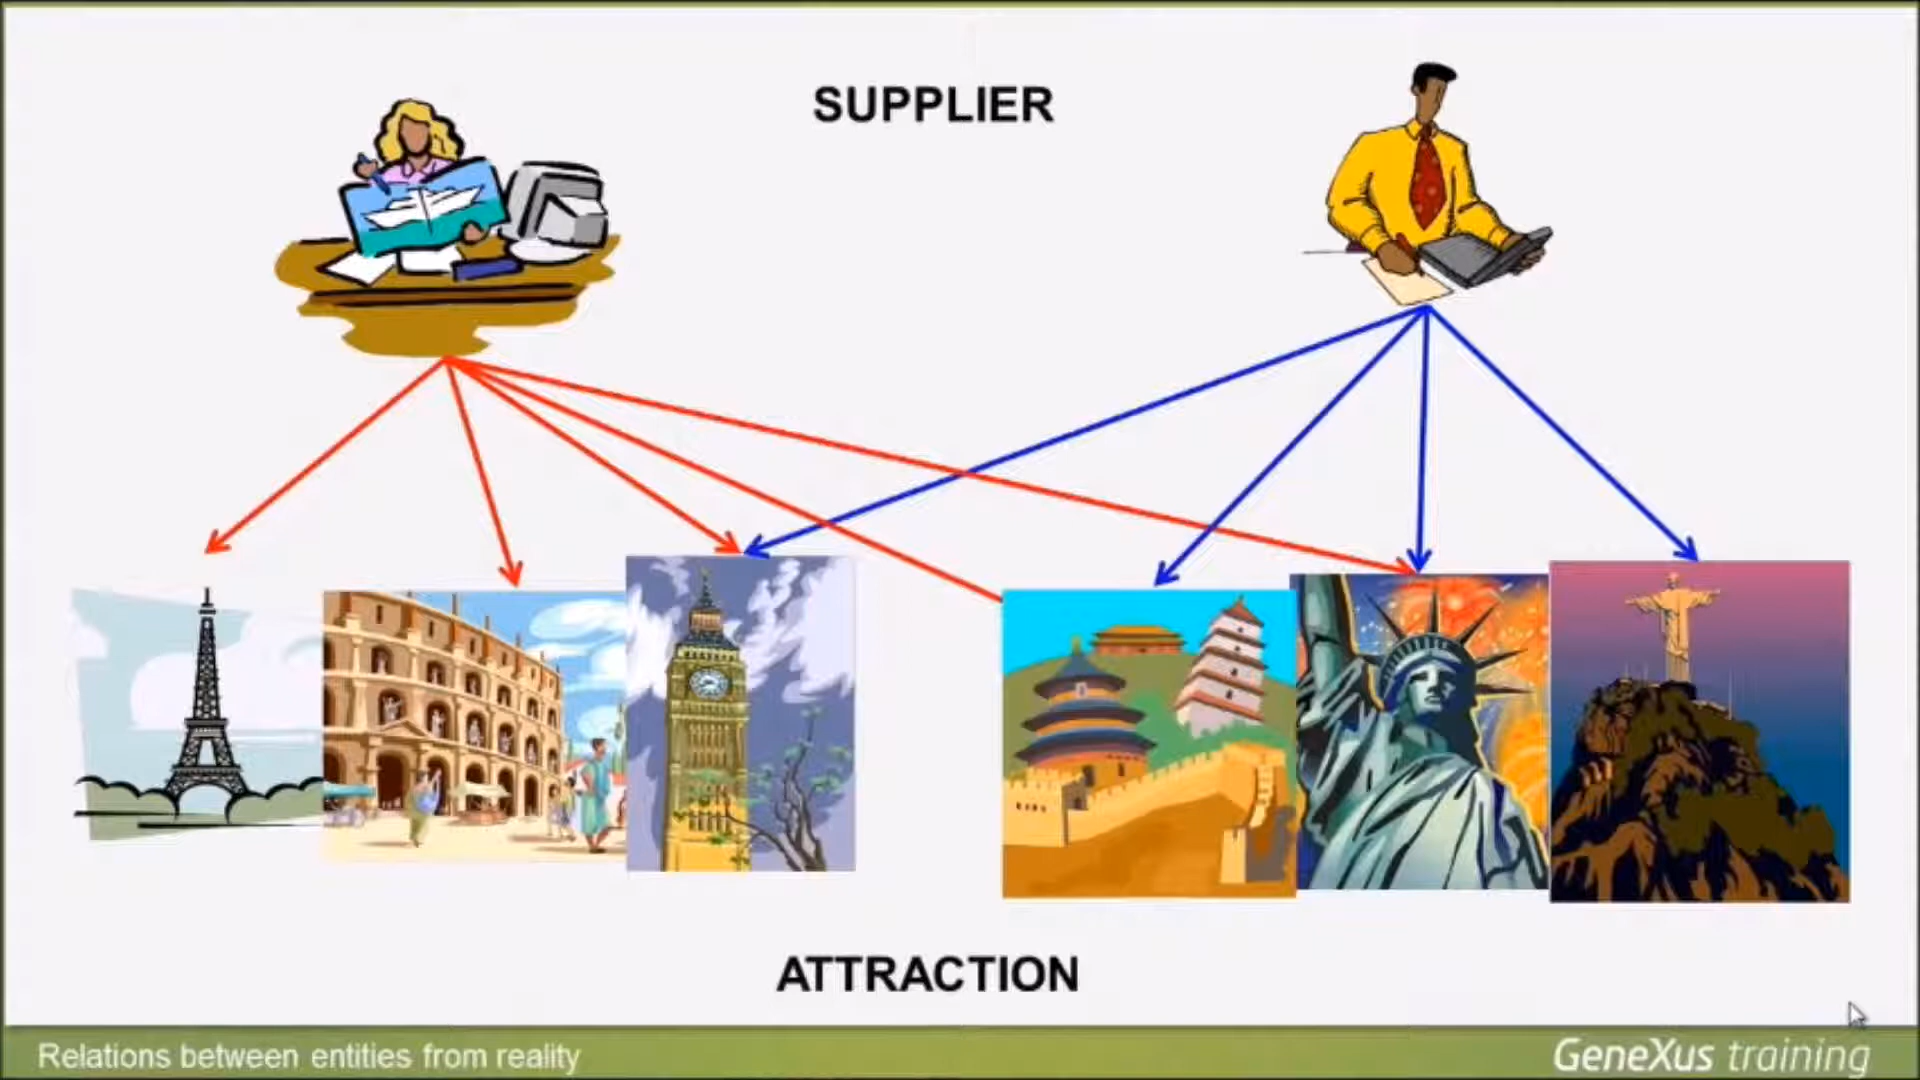 SUPPLIER
ATTRACTION
Relations between entities from reality
GeneXus training